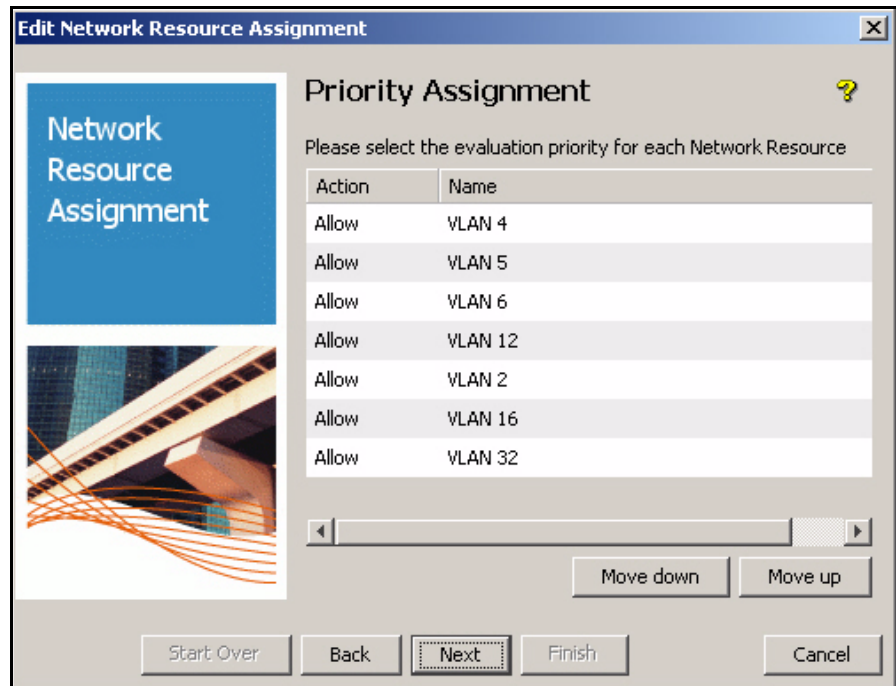 Edit Network Resource Assignment
Network
Resource
Assignment
Priority Assignment
?
Please select the evaluation priority for each Network Resource
Action Name
Allow VLAN 4
Allow VLAN 5
Allow VLAN 6
Allow VLAN 12
Allow VLAN 2
Allow VLAN 16
Allow VLAN 32
Move down Move up
Start Over Back Next Finish Cancel